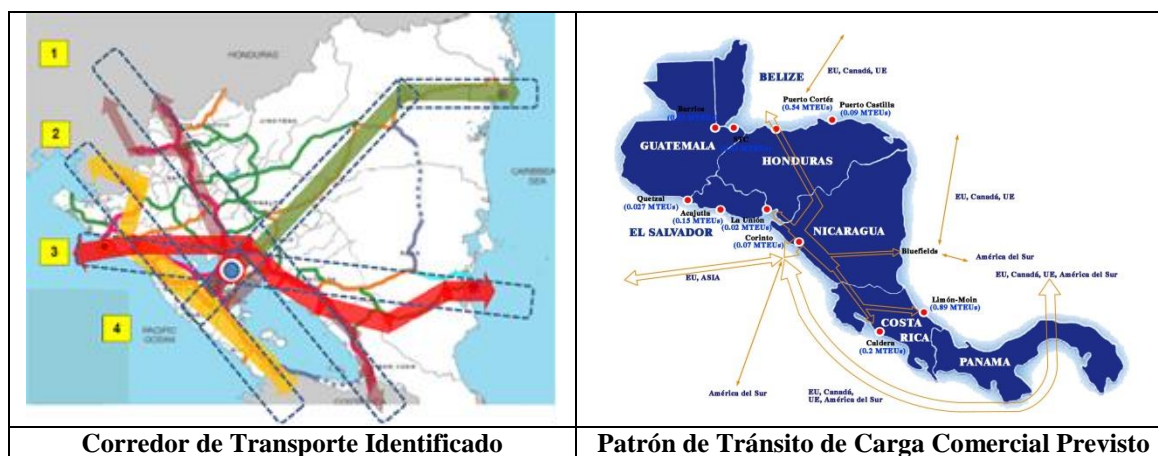 1
HONDURAS
2
CARIBBEAN
SEA
3
4
PACIFIC
OCEAN
Corredor de Transporte Identificado
EU, Canadá, UE
BELIZE
Puerto Cortéz
(0.54 MTEUs)
Puerto Castilla
(0.09 MTEUs)
Barrios
GUATEMALA
HONDURAS
EU, Canadá, UE
Quetzal
(0.027 MTEUs)
Acajutla
(0.15 MTEUs)
La Unión
(0.02 MTEUs)
EL SALVADOR
NICARAGUA
Corinto
(0.07 MTEUs)
Bluefields
América del Sur
EU, ASIA
EU, Canadá, UE, América del Sur
Limón-Moin
(0.89 MTEUs)
COSTA
RICA
Caldera
(0.2 MTEUs)
PANAMA
América del Sur
EU, Canadá,
UE, América del Sur
Patrón de Tránsito de Carga Comercial Previsto